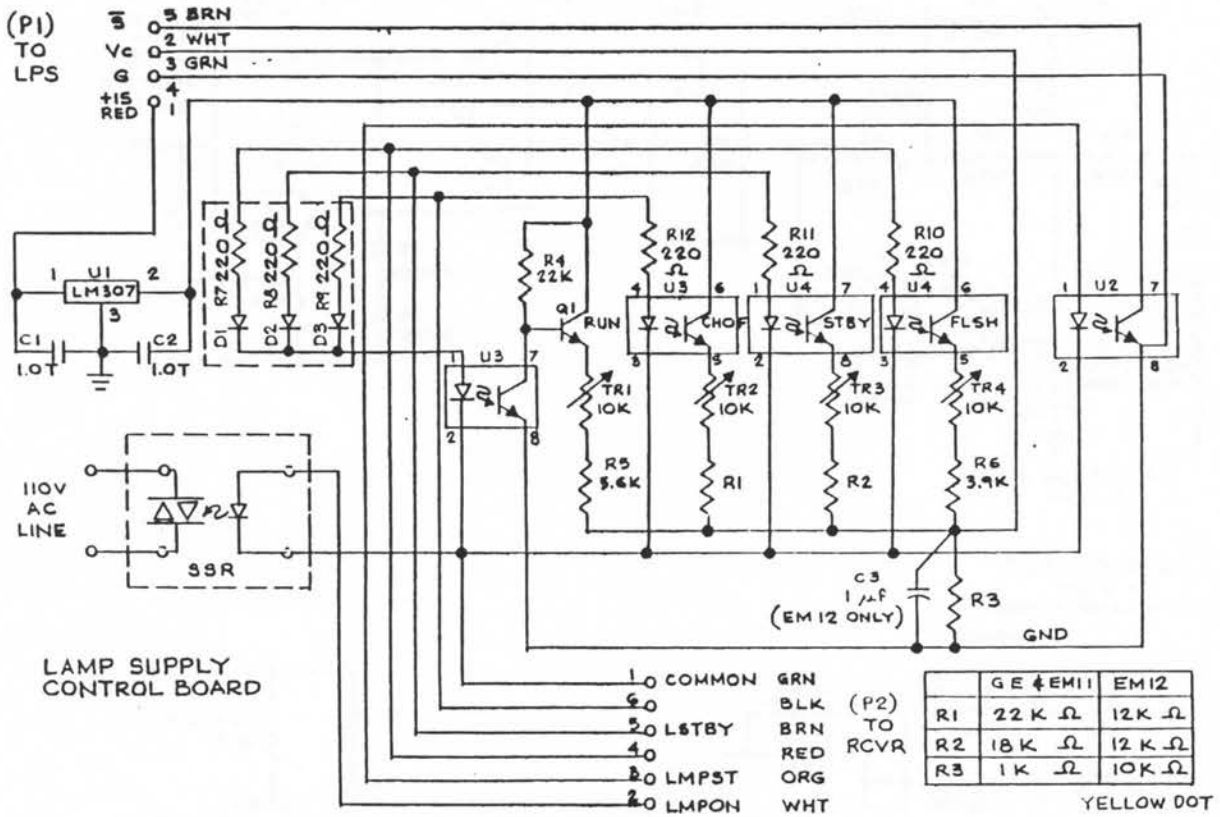 (P1)
TO
LPS
S̅ 5 BRN
Vc 2 WHT
G 3 GRN
+15 4
RED 1
1 U1 2
LM307
3
C1 C2
1.0T 1.0T
R7 220 Ω
R8 220 Ω
R9 220 Ω
D1
D2
D3
R4
22K
Q1
RUN
R12
220
Ω
R11
220
Ω
R10
220
Ω
4 U3 6
CHOF
3 5
1 U4 7
STBY
2 8
4 U4 6
FLSH
3 5
1 U2 7
2 8
1 U3 7
2 8
TR1
10K
TR2
10K
TR3
10K
TR4
10K
R5
5.6K
R1
R2
R6
3.9K
110V
AC
LINE
SSR
C3
1 μf
(EM12 ONLY)
R3
GND
LAMP SUPPLY
CONTROL BOARD
1 COMMON GRN
6 BLK
5 LSTBY BRN
4 RED
3 LMPST ORG
2 LMPON WHT
(P2)
TO
RCVR
GE & EM11 EM12
R1 22K Ω 12K Ω
R2 18K Ω 12K Ω
R3 1K Ω 10K Ω
YELLOW DOT